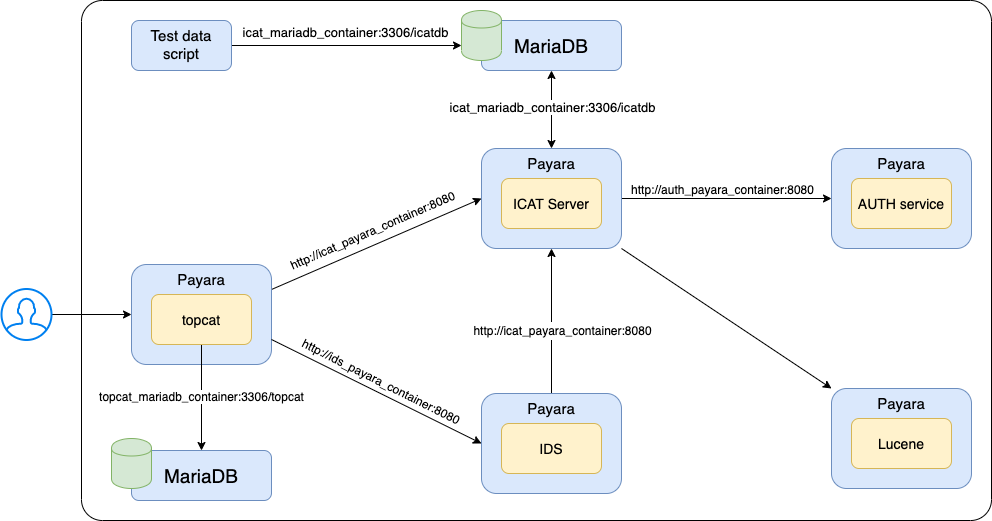 Test data
script
icat_mariadb_container:3306/icatdb
MariaDB
icat_mariadb_container:3306/icatdb
Payara
ICAT Server
http://auth_payara_container:8080
Payara
AUTH service
http://icat_payara_container:8080
Payara
topcat
http://icat_payara_container:8080
http://ids_payara_container:8080
topcat_mariadb_container:3306/topcat
MariaDB
Payara
IDS
Payara
Lucene